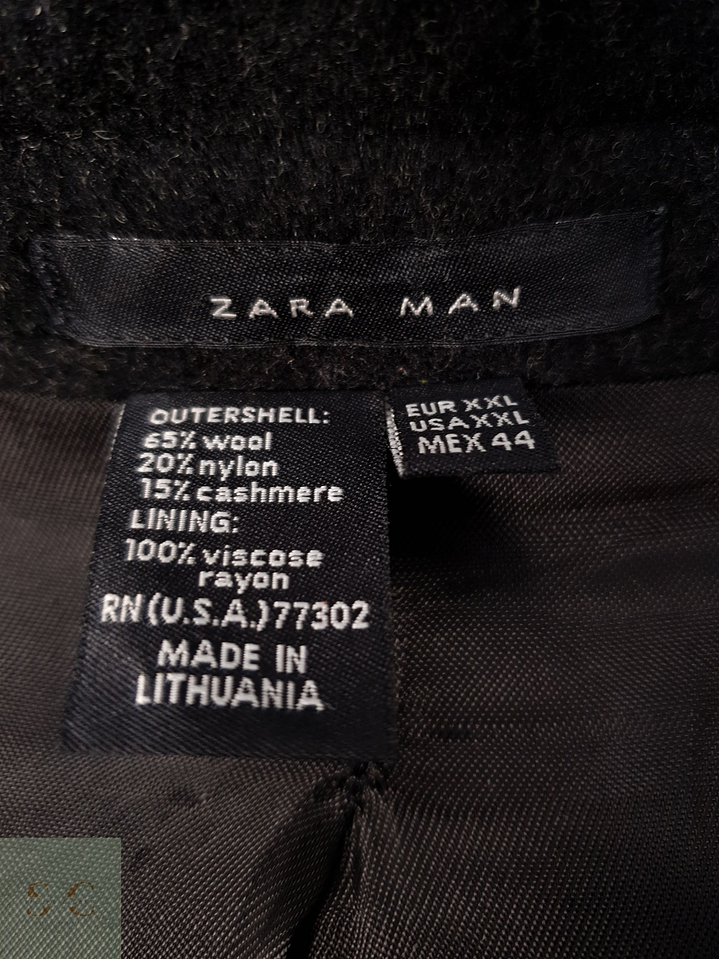 ZARA MAN
OUTERSHELL:
65% wool
20% nylon
15% cashmere
LINING:
100% viscose
rayon
RN(U.S.A.)77302
MADE IN
LITHUANIA
EUR XXL
USA XXL
MEX 44
S C